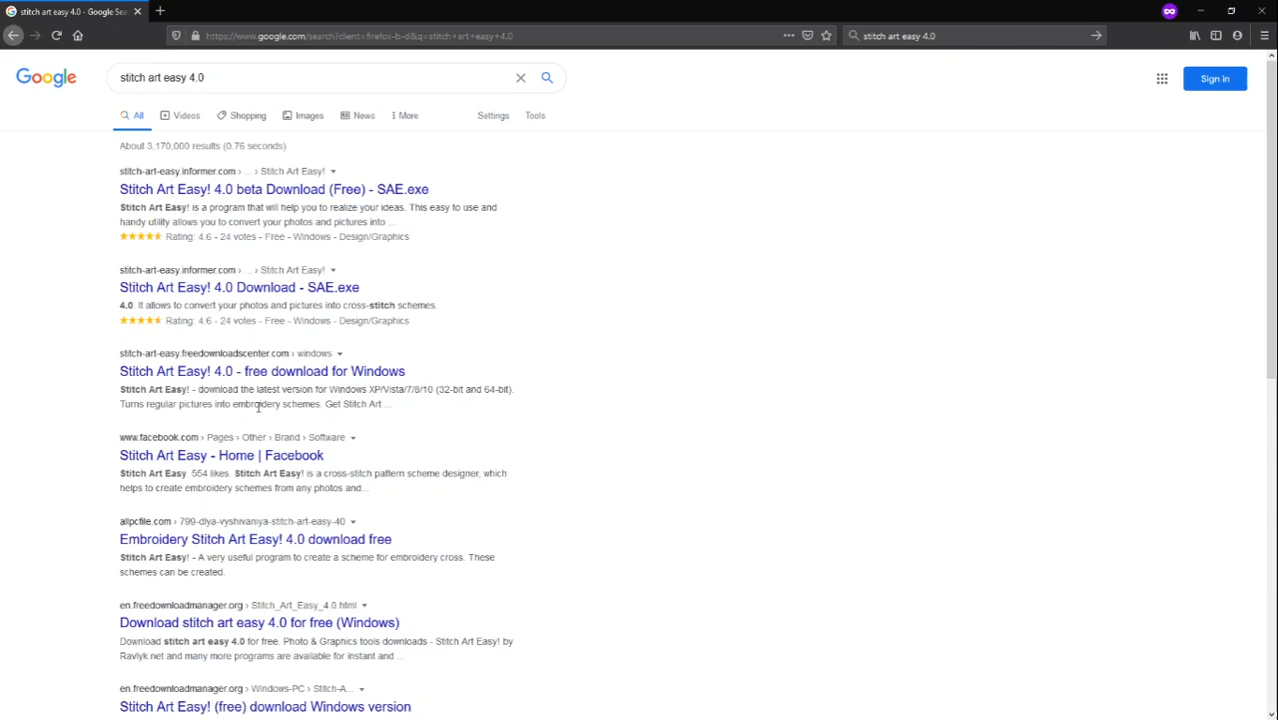 stitch art easy 4.0 - Google Sea
https://www.google.com/search?client=firefox-b-d&q=stitch+art+easy+4.0
stitch art easy 4.0
Google
stitch art easy 4.0
Sign in
All
Videos
Shopping
Images
News
More
Settings
Tools
About 3,170,000 results (0.76 seconds)
stitch-art-easy.informer.com › ... › Stitch Art Easy!
Stitch Art Easy! 4.0 beta Download (Free) - SAE.exe
Stitch Art Easy! is a program that will help you to realize your ideas. This easy to use and
handy utility allows you to convert your photos and pictures into ...
Rating: 4.6 - 24 votes - Free - Windows - Design/Graphics
stitch-art-easy.informer.com › ... › Stitch Art Easy!
Stitch Art Easy! 4.0 Download - SAE.exe
4.0. It allows to convert your photos and pictures into cross-stitch schemes.
Rating: 4.6 - 24 votes - Free - Windows - Design/Graphics
stitch-art-easy.freedownloadscenter.com › windows
Stitch Art Easy! 4.0 - free download for Windows
Stitch Art Easy! - download the latest version for Windows XP/Vista/7/8/10 (32-bit and 64-bit).
Turns regular pictures into embroidery schemes. Get Stitch Art ...
www.facebook.com › Pages › Other › Brand › Software
Stitch Art Easy - Home | Facebook
Stitch Art Easy. 554 likes. Stitch Art Easy! is a cross-stitch pattern scheme designer, which
helps to create embroidery schemes from any photos and...
allpcfile.com › 799-dlya-vyshivaniya-stitch-art-easy-40
Embroidery Stitch Art Easy! 4.0 download free
Stitch Art Easy! - A very useful program to create a scheme for embroidery cross. These
schemes can be created.
en.freedownloadmanager.org › Stitch_Art_Easy_4.0.html
Download stitch art easy 4.0 for free (Windows)
Download stitch art easy 4.0 for free. Photo & Graphics tools downloads - Stitch Art Easy! by
Ravlyk.net and many more programs are available for instant and ...
en.freedownloadmanager.org › Windows-PC › Stitch-A...
Stitch Art Easy! (free) download Windows version